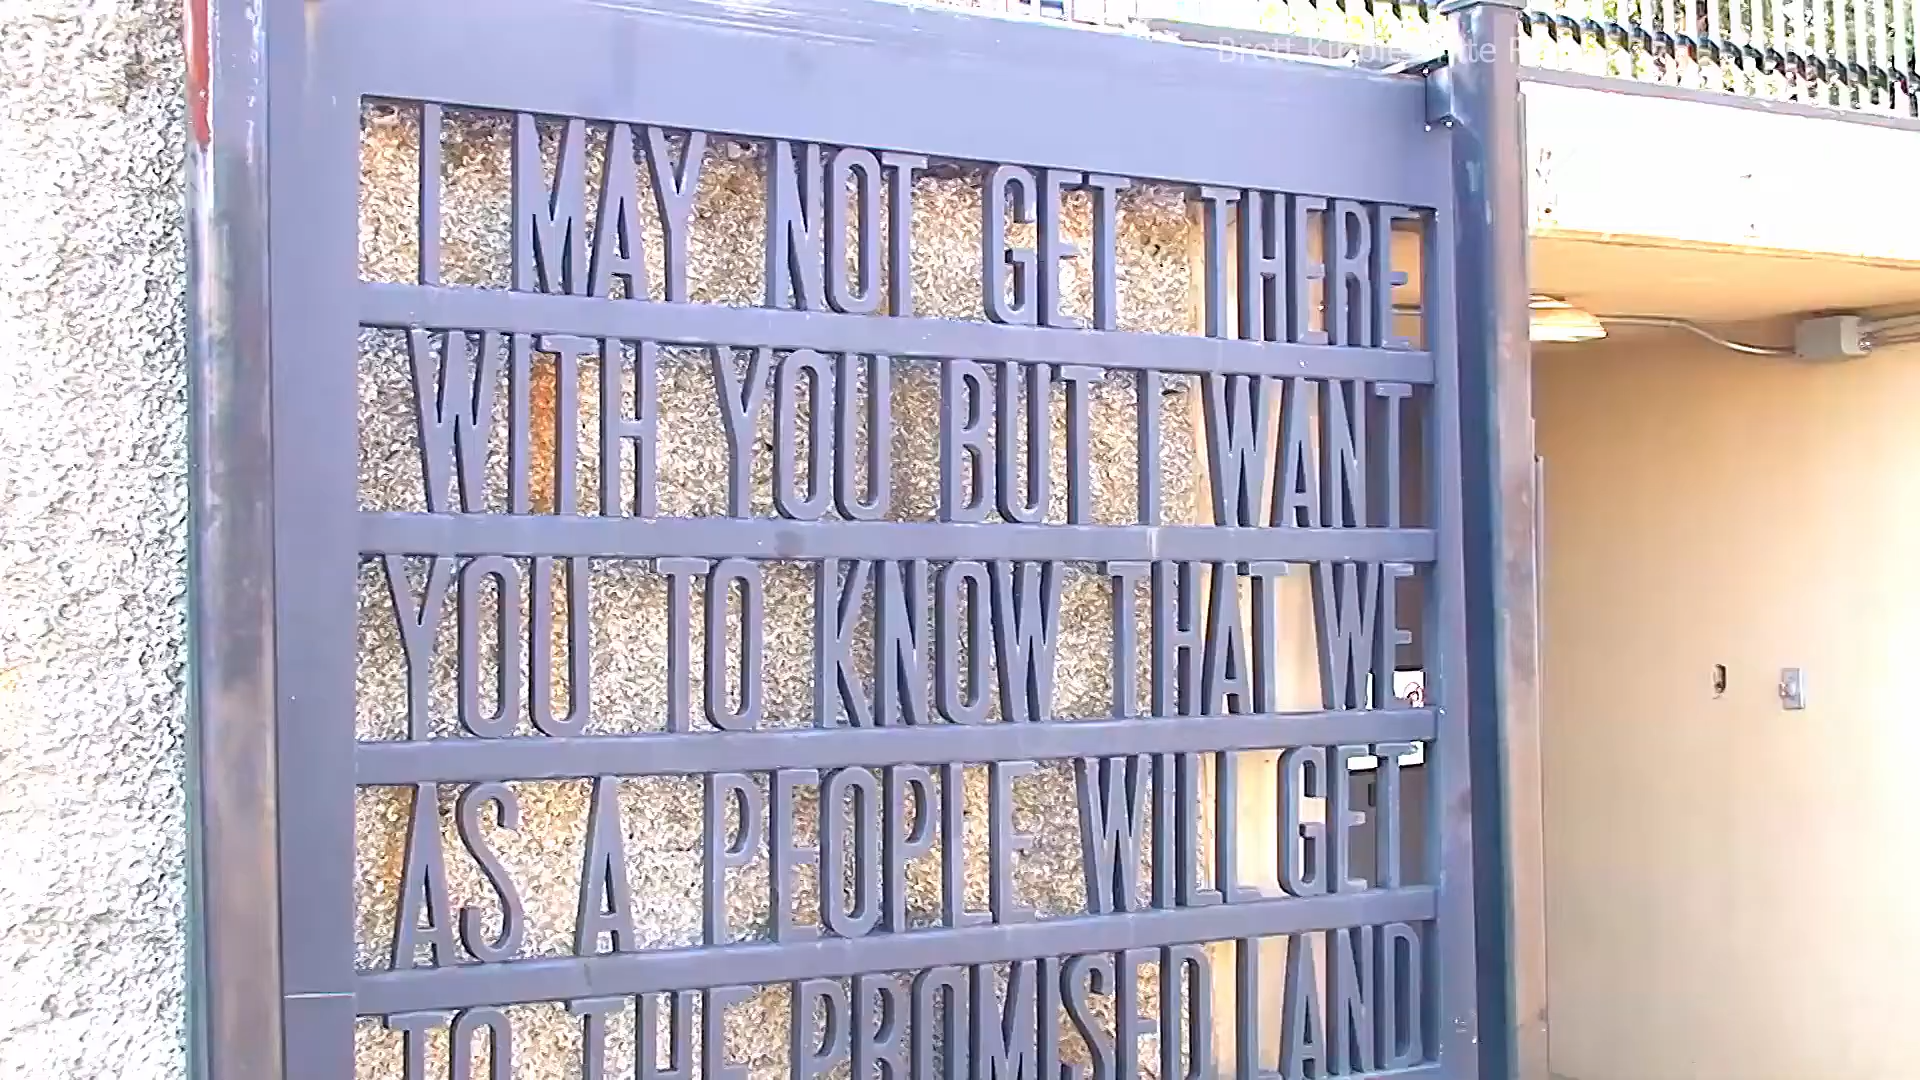 I MAY NOT GET THERE
WITH YOU BUT I WANT
YOU TO KNOW THAT WE
AS A PEOPLE WILL GET
TO THE PROMISED LAND
Brett